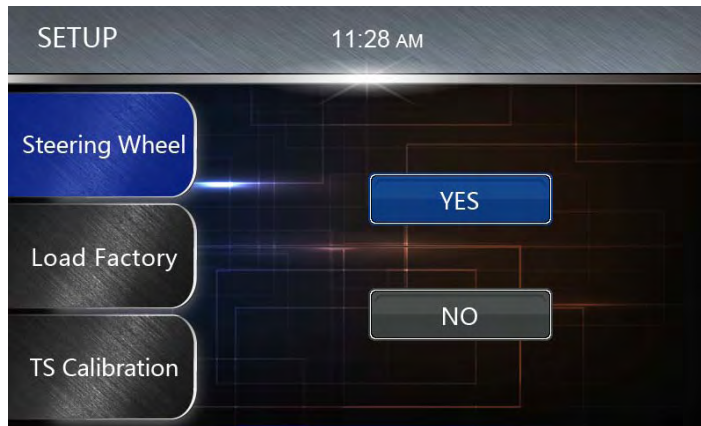 SETUP
11:28 AM
Steering Wheel
YES
Load Factory
NO
TS Calibration